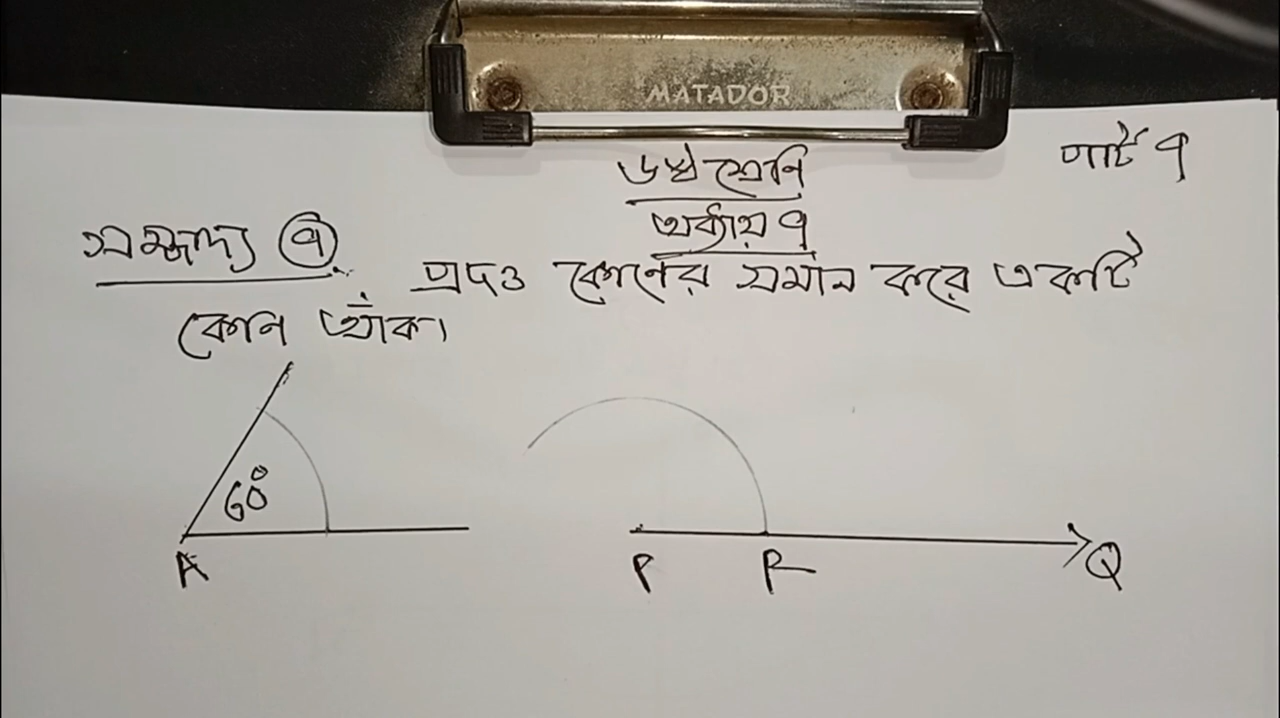 MATADOR
৬ষ্ঠ শ্রেণি
পার্ট ৭
অধ্যায় ৭
সম্পাদ্য ৭. প্রদত্ত কোণের সমান করে একটি
কোন আঁক।
60°
A
P R Q